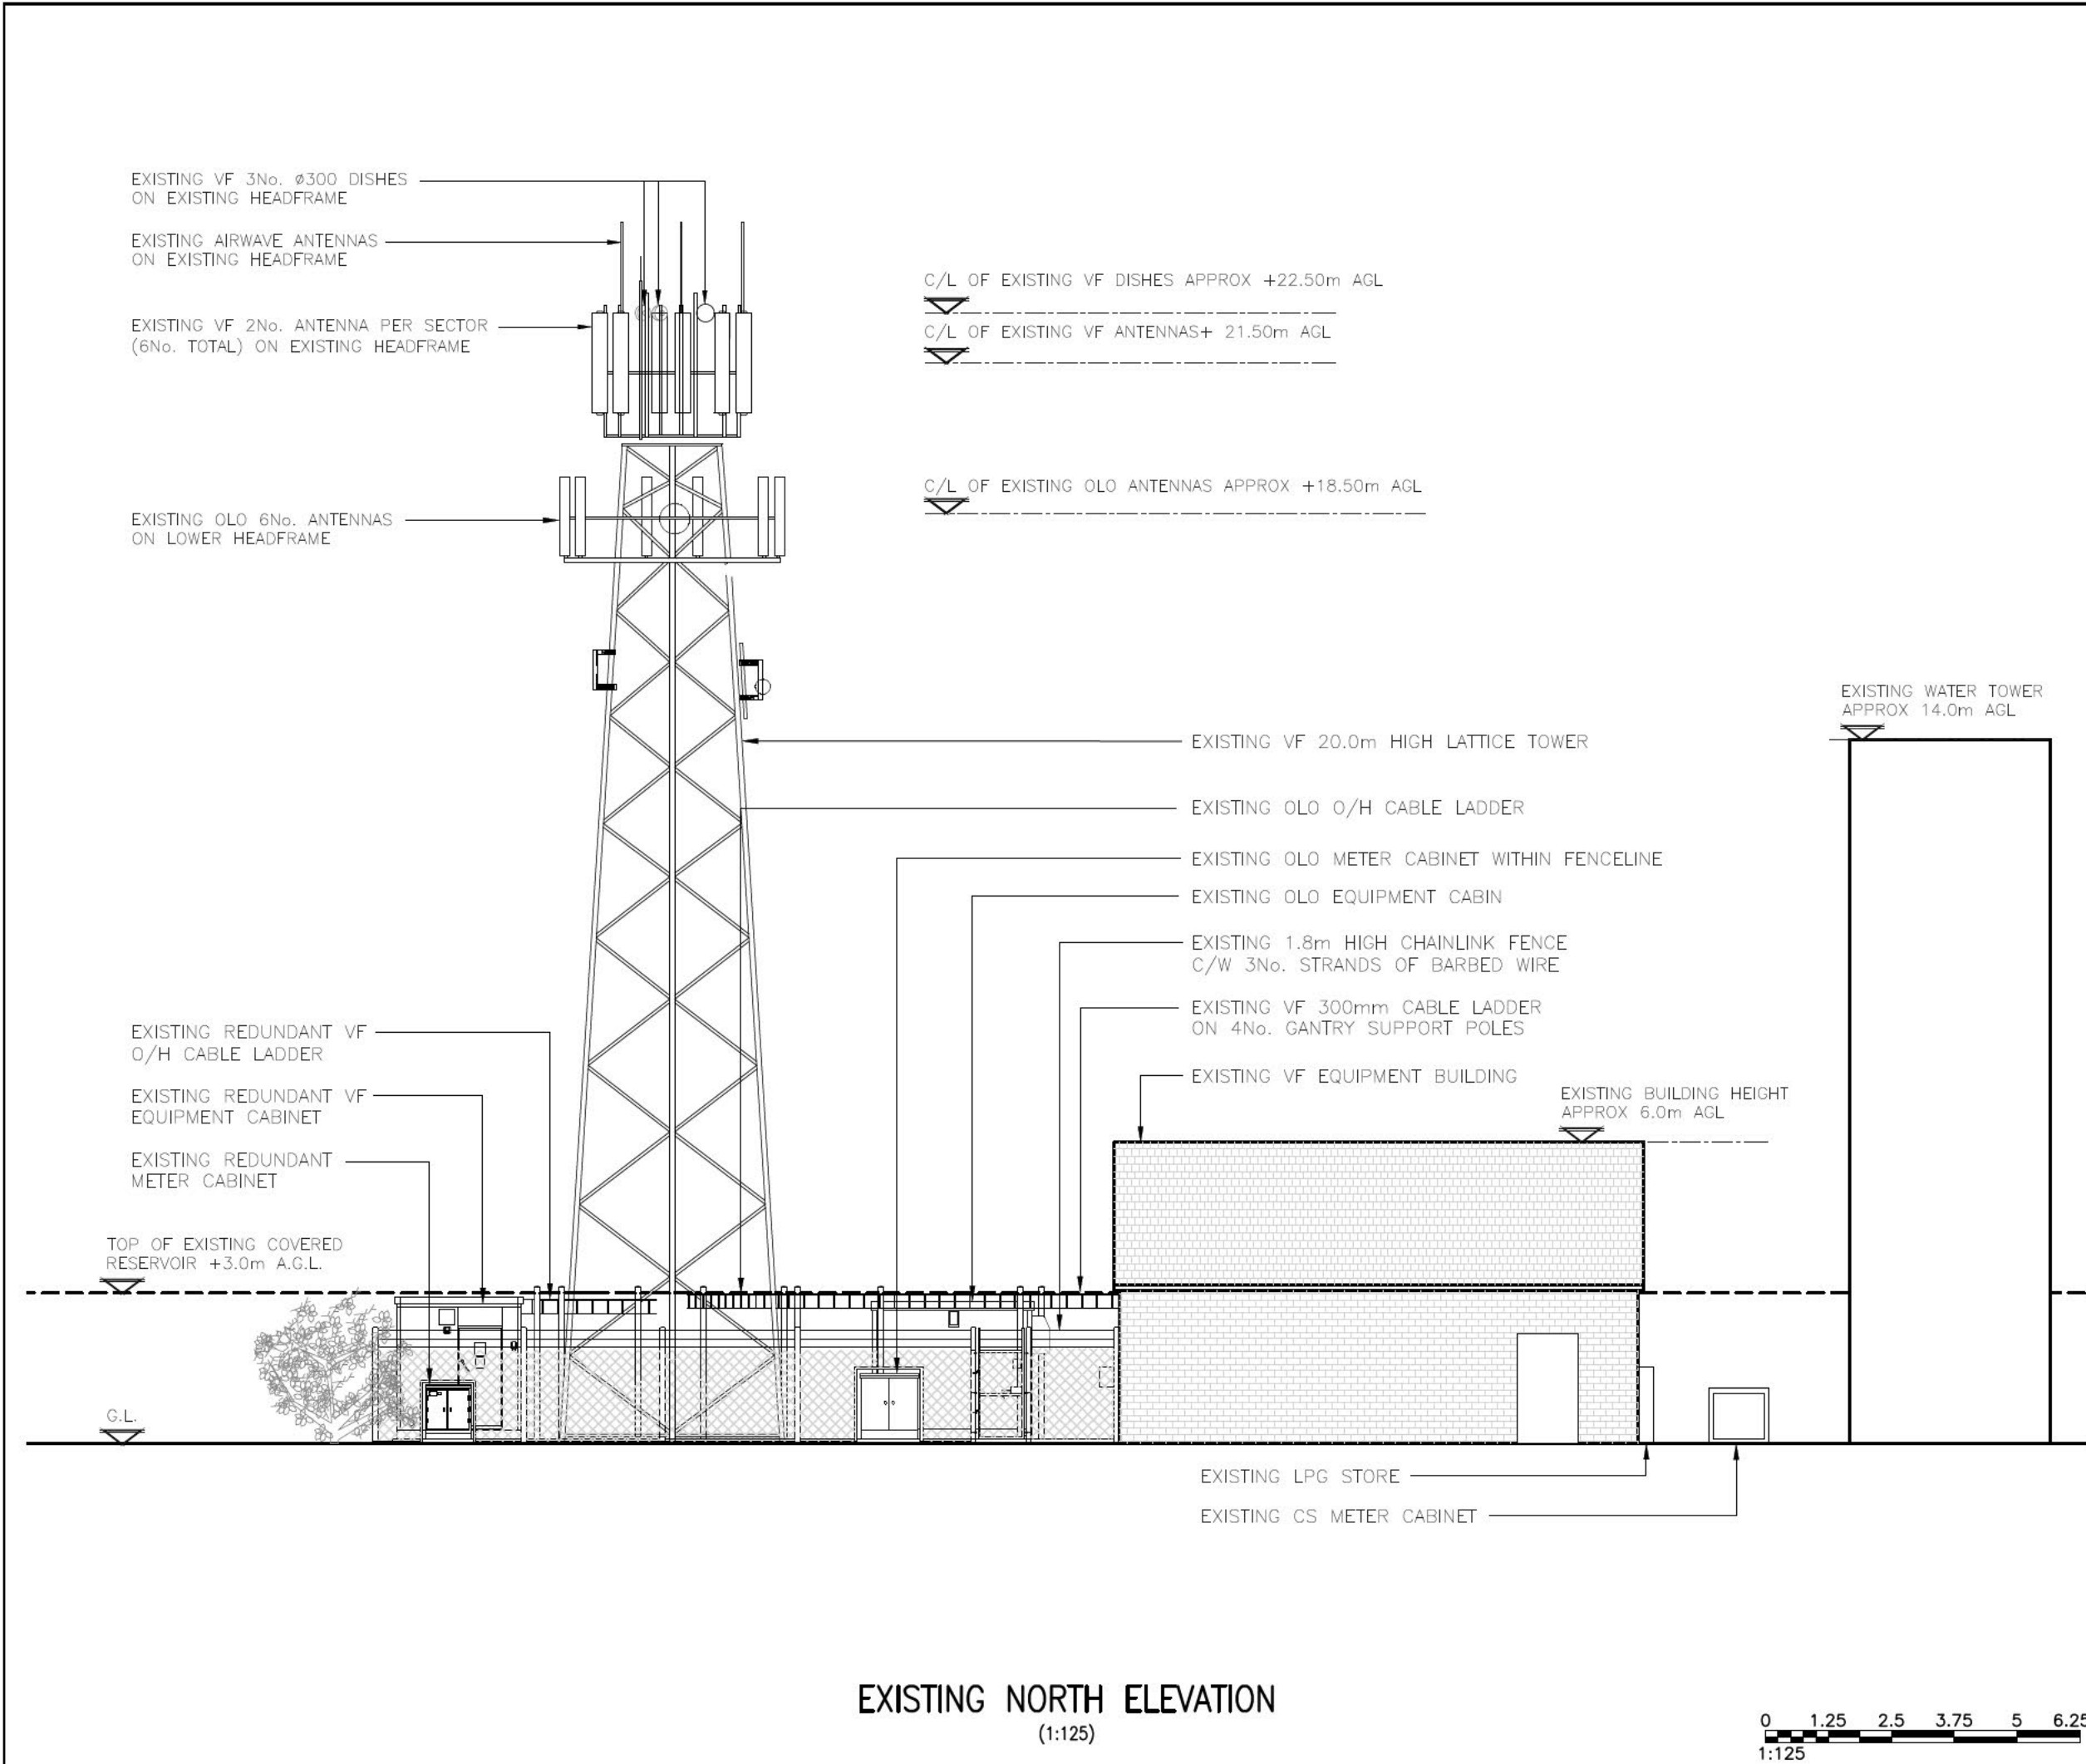 EXISTING VF 3No. ø300 DISHES
ON EXISTING HEADFRAME
EXISTING AIRWAVE ANTENNAS
ON EXISTING HEADFRAME
EXISTING VF 2No. ANTENNA PER SECTOR
(6No. TOTAL) ON EXISTING HEADFRAME
EXISTING OLO 6No. ANTENNAS
ON LOWER HEADFRAME
C/L OF EXISTING VF DISHES APPROX +22.50m AGL
C/L OF EXISTING VF ANTENNAS+ 21.50m AGL
C/L OF EXISTING OLO ANTENNAS APPROX +18.50m AGL
EXISTING WATER TOWER
APPROX 14.0m AGL
EXISTING VF 20.0m HIGH LATTICE TOWER
EXISTING OLO O/H CABLE LADDER
EXISTING OLO METER CABINET WITHIN FENCELINE
EXISTING OLO EQUIPMENT CABIN
EXISTING 1.8m HIGH CHAINLINK FENCE
C/W 3No. STRANDS OF BARBED WIRE
EXISTING VF 300mm CABLE LADDER
ON 4No. GANTRY SUPPORT POLES
EXISTING VF EQUIPMENT BUILDING
EXISTING BUILDING HEIGHT
APPROX 6.0m AGL
EXISTING REDUNDANT VF
O/H CABLE LADDER
EXISTING REDUNDANT VF
EQUIPMENT CABINET
EXISTING REDUNDANT
METER CABINET
TOP OF EXISTING COVERED
RESERVOIR +3.0m A.G.L.
G.L.
EXISTING LPG STORE
EXISTING CS METER CABINET
EXISTING NORTH ELEVATION
(1:125)
0 1.25 2.5 3.75 5 6.25
1:125